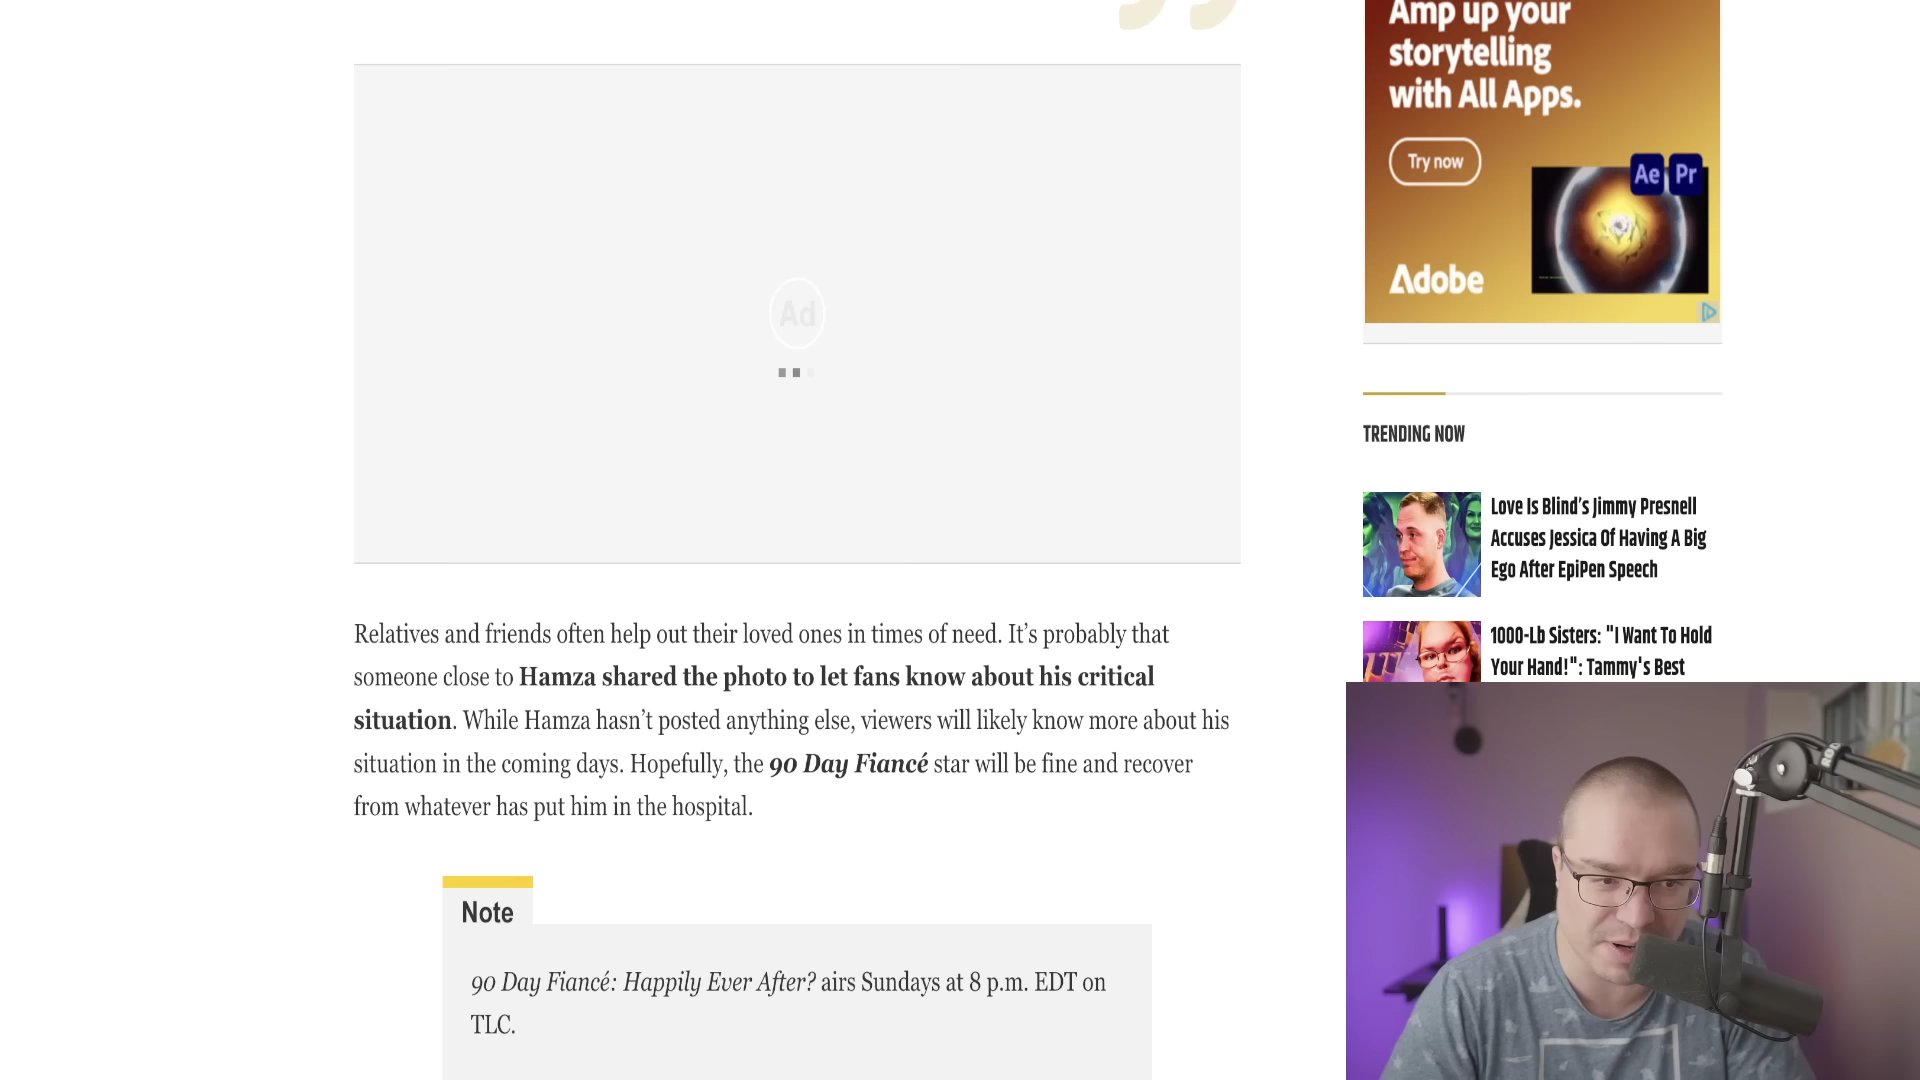 Amp up your
storytelling
with All Apps.
Try now
Ae Pr
Adobe
Ad
TRENDING NOW
Love Is Blind’s Jimmy Presnell
Accuses Jessica Of Having A Big
Ego After EpiPen Speech
1000-Lb Sisters: "I Want To Hold
Your Hand!": Tammy's Best
Relatives and friends often help out their loved ones in times of need. It’s probably that
someone close to Hamza shared the photo to let fans know about his critical
situation. While Hamza hasn’t posted anything else, viewers will likely know more about his
situation in the coming days. Hopefully, the 90 Day Fiancé star will be fine and recover
from whatever has put him in the hospital.
Note
90 Day Fiancé: Happily Ever After? airs Sundays at 8 p.m. EDT on
TLC.
RODE